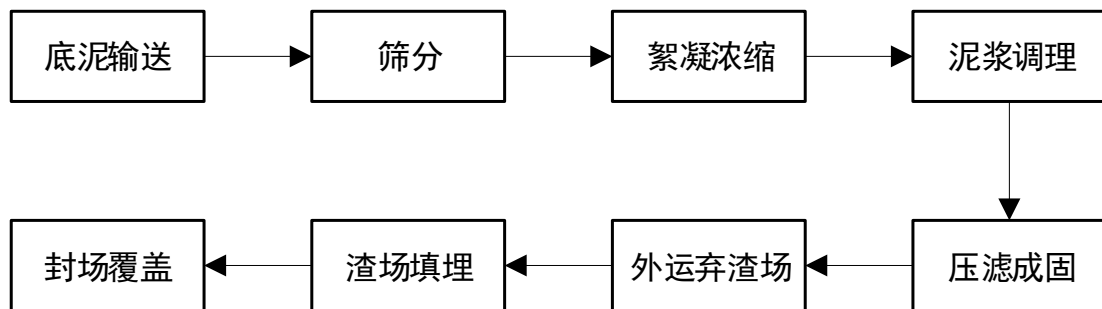 底泥输送
筛分
絮凝浓缩
泥浆调理
封场覆盖
渣场填埋
外运弃渣场
压滤成固